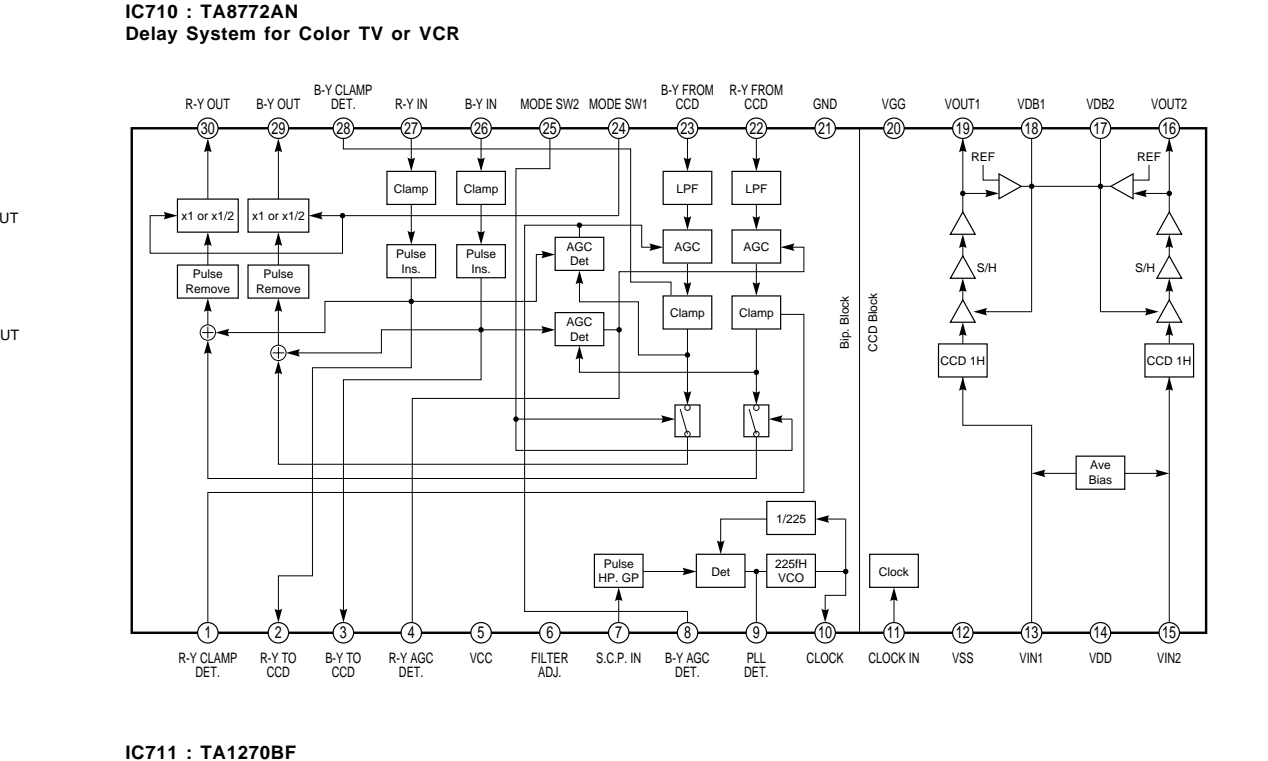 IC710 : TA8772AN
Delay System for Color TV or VCR
R-Y OUT
B-Y OUT
B-Y CLAMP
DET.
R-Y IN
B-Y IN
MODE SW2
MODE SW1
B-Y FROM
CCD
R-Y FROM
CCD
GND
VGG
VOUT1
VDB1
VDB2
VOUT2
30
29
28
27
26
25
24
23
22
21
20
19
18
17
16
REF
REF
Clamp
Clamp
LPF
LPF
x1 or x1/2
x1 or x1/2
UT
Pulse
Ins.
Pulse
Ins.
AGC
Det
AGC
AGC
Pulse
Remove
Pulse
Remove
S/H
S/H
Clamp
Clamp
AGC
Det
Bip. Block
CCD Block
UT
CCD 1H
CCD 1H
Ave
Bias
1/225
Pulse
HP. GP
Det
225fH
VCO
Clock
1
2
3
4
5
6
7
8
9
10
11
12
13
14
15
R-Y CLAMP
DET.
R-Y TO
CCD
B-Y TO
CCD
R-Y AGC
DET.
VCC
FILTER
ADJ.
S.C.P. IN
B-Y AGC
DET.
PLL
DET.
CLOCK
CLOCK IN
VSS
VIN1
VDD
VIN2
IC711 : TA1270BF